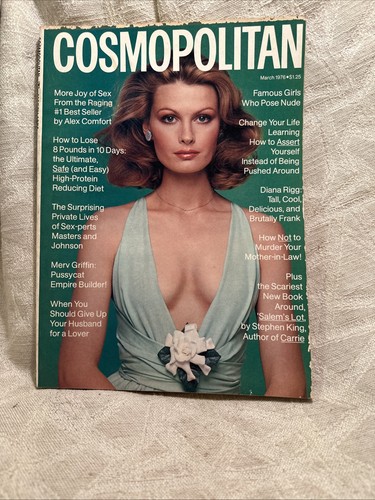 COSMOPOLITAN
March 1976•$1.25
More Joy of Sex
From the Raging
#1 Best Seller
by Alex Comfort
How to Lose
8 Pounds in 10 Days:
the Ultimate,
Safe (and Easy)
High-Protein
Reducing Diet
The Surprising
Private Lives
of Sex-perts
Masters and
Johnson
Merv Griffin:
Pussycat
Empire Builder!
When You
Should Give Up
Your Husband
for a Lover
Famous Girls
Who Pose Nude
Change Your Life
Learning
How to Assert
Yourself
Instead of Being
Pushed Around
Diana Rigg:
Tall, Cool,
Delicious, and
Brutally Frank
How Not to
Murder Your
Mother-in-Law!
Plus
the Scariest
New Book
Around,
'Salem's Lot,
by Stephen King,
Author of Carrie